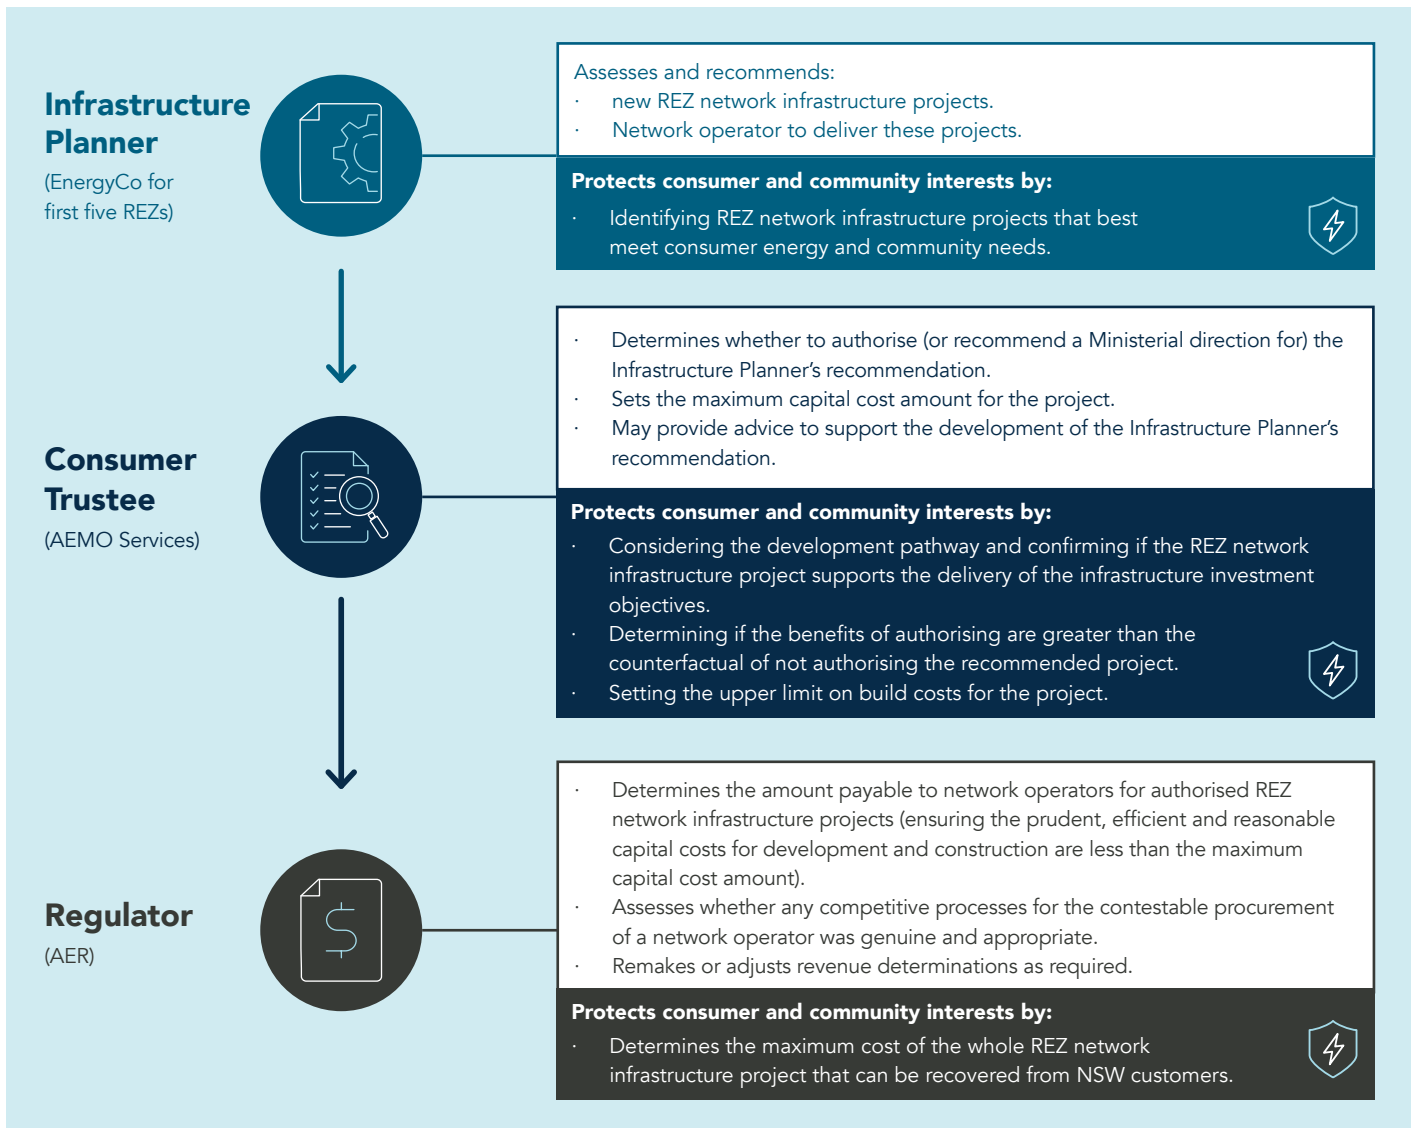 Infrastructure
Planner
(EnergyCo for
first five REZs)
Assesses and recommends:
· new REZ network infrastructure projects.
· Network operator to deliver these projects.
Protects consumer and community interests by:
· Identifying REZ network infrastructure projects that best
meet consumer energy and community needs.
Consumer
Trustee
(AEMO Services)
· Determines whether to authorise (or recommend a Ministerial direction for) the
Infrastructure Planner’s recommendation.
· Sets the maximum capital cost amount for the project.
· May provide advice to support the development of the Infrastructure Planner’s
recommendation.
Protects consumer and community interests by:
· Considering the development pathway and confirming if the REZ network
infrastructure project supports the delivery of the infrastructure investment
objectives.
· Determining if the benefits of authorising are greater than the
counterfactual of not authorising the recommended project.
· Setting the upper limit on build costs for the project.
Regulator
(AER)
$
· Determines the amount payable to network operators for authorised REZ
network infrastructure projects (ensuring the prudent, efficient and reasonable
capital costs for development and construction are less than the maximum
capital cost amount).
· Assesses whether any competitive processes for the contestable procurement
of a network operator was genuine and appropriate.
· Remakes or adjusts revenue determinations as required.
Protects consumer and community interests by:
· Determines the maximum cost of the whole REZ network
infrastructure project that can be recovered from NSW customers.